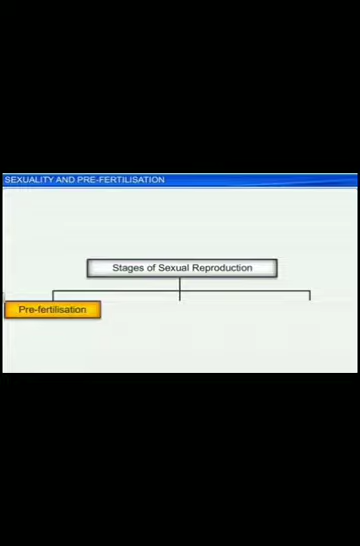 SEXUALITY AND PRE-FERTILISATION
Stages of Sexual Reproduction
Pre-fertilisation